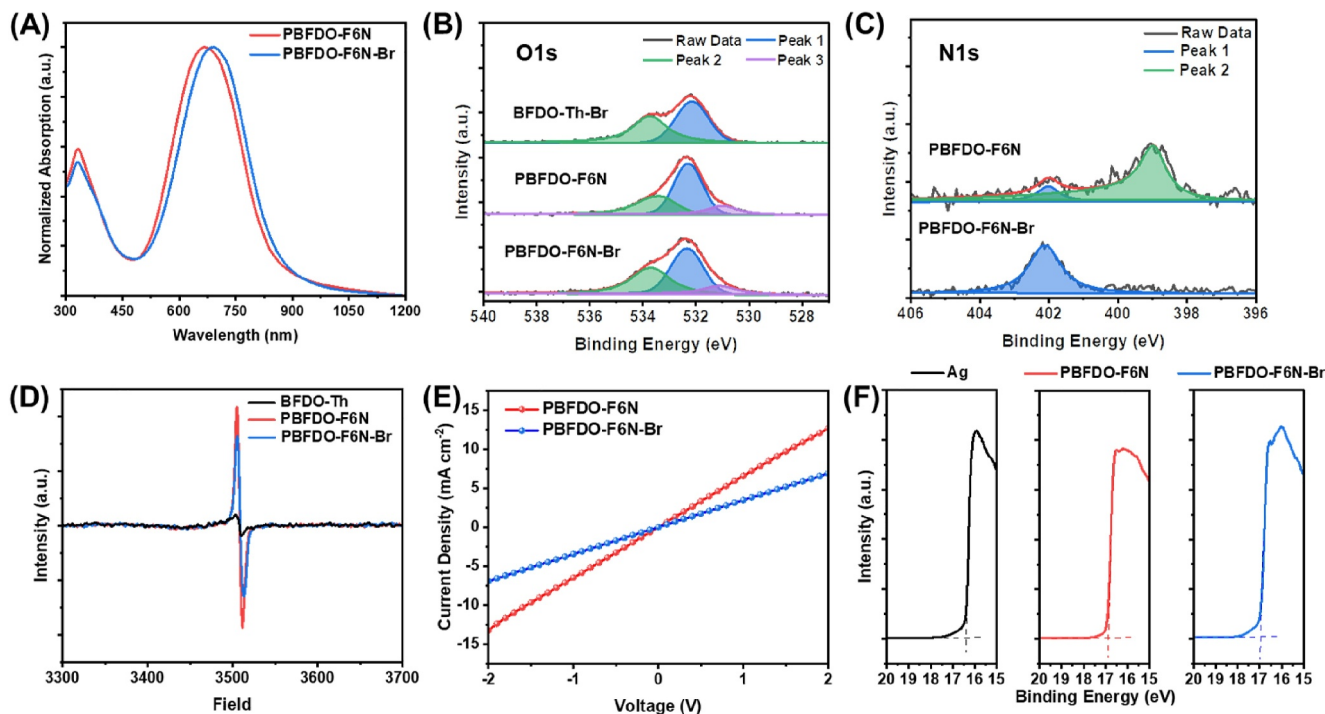 (A)
PBFDO-F6N
PBFDO-F6N-Br
Normalized Absorption (a.u.)
300 450 600 750 900 1050 1200
Wavelength (nm)
(B)
O1s
Raw Data Peak 1
Peak 2 Peak 3
BFDO-Th-Br
PBFDO-F6N
PBFDO-F6N-Br
Intensity (a.u.)
540 538 536 534 532 530 528
Binding Energy (eV)
(C)
N1s
Raw Data
Peak 1
Peak 2
PBFDO-F6N
PBFDO-F6N-Br
Intensity (a.u.)
406 404 402 400 398 396
Binding Energy (eV)
(D)
BFDO-Th
PBFDO-F6N
PBFDO-F6N-Br
Intensity (a.u.)
3300 3400 3500 3600 3700
Field
(E)
PBFDO-F6N
PBFDO-F6N-Br
Current Density (mA cm-2)
15
10
5
0
-5
-10
-15
-2 -1 0 1 2
Voltage (V)
(F)
Ag PBFDO-F6N PBFDO-F6N-Br
Intensity (a.u.)
20 19 18 17 16 15 20 19 18 17 16 15 20 19 18 17 16 15
Binding Energy (eV)